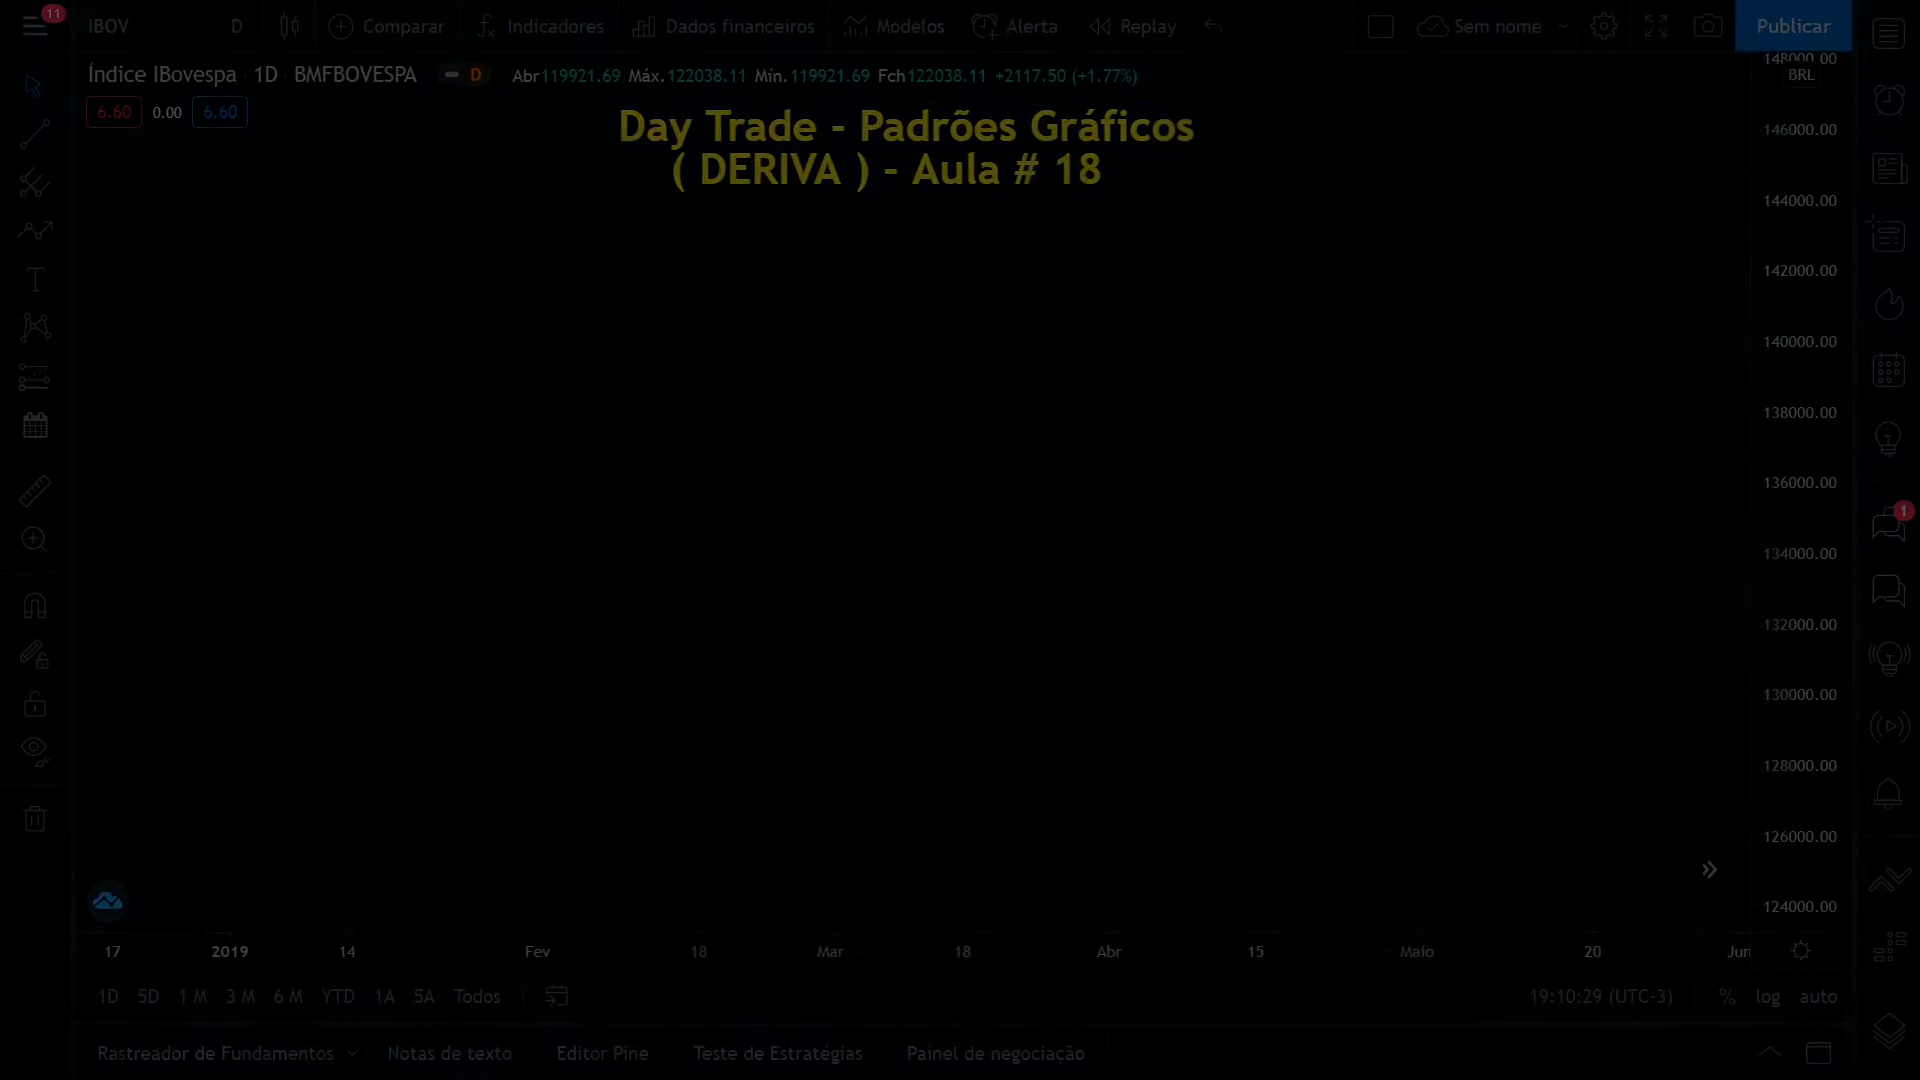 11
IBOV D Comparar Indicadores Dados financeiros Modelos Alerta Replay Sem nome Publicar
Índice IBovespa 1D BMFBOVESPA D Abr119921.69 Máx.122038.11 Mín.119921.69 Fch122038.11 +2117.50 (+1.77%)
6.60 0.00 6.60
Day Trade - Padrões Gráficos
( DERIVA ) - Aula # 18
148000.00
BRL
146000.00
144000.00
142000.00
140000.00
138000.00
136000.00
1
134000.00
132000.00
130000.00
128000.00
126000.00
124000.00
17 2019 14 Fev 18 Mar 18 Abr 15 Maio 20 Jun
1D 5D 1 M 3 M 6 M YTD 1A 5A Todos 19:10:29 (UTC-3) % log auto
Rastreador de Fundamentos Notas de texto Editor Pine Teste de Estratégias Painel de negociação